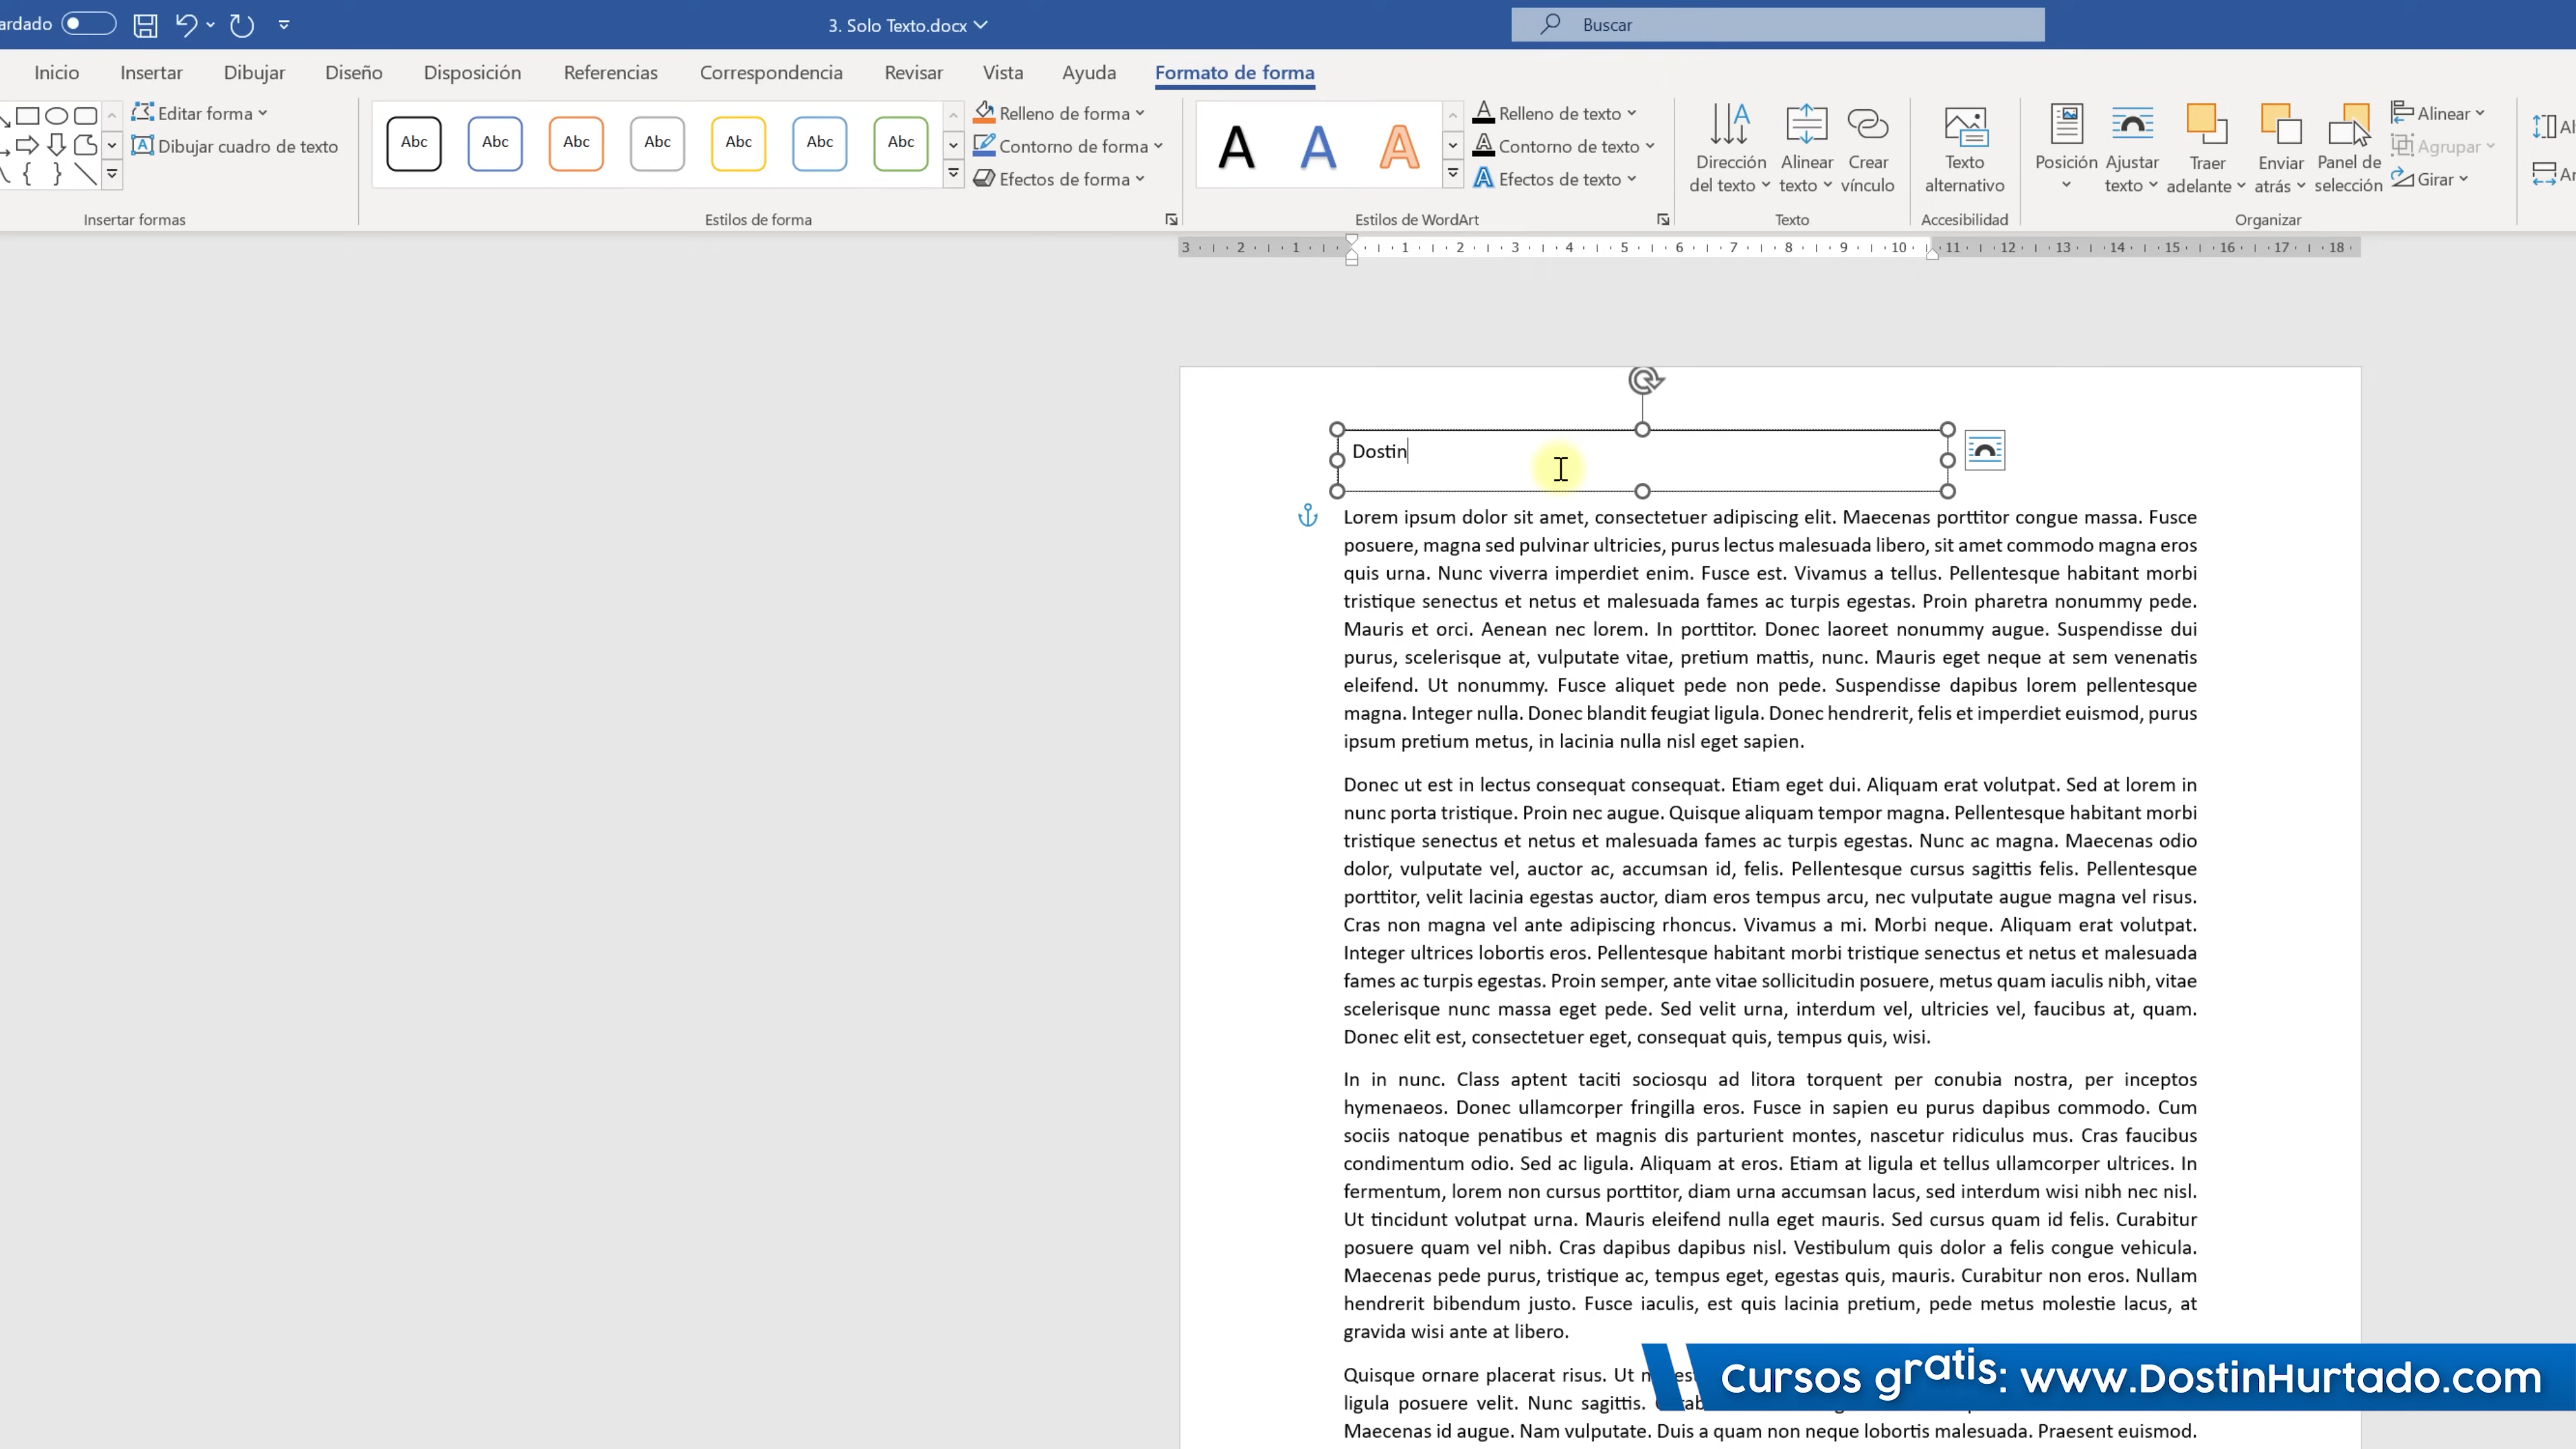 ardado
3. Solo Texto.docx
Buscar
Inicio Insertar Dibujar Diseño Disposición Referencias Correspondencia Revisar Vista Ayuda Formato de forma
Editar forma
Dibujar cuadro de texto
Insertar formas
Abc Abc Abc Abc Abc Abc Abc
Relleno de forma
Contorno de forma
Efectos de forma
Estilos de forma
A A A
Relleno de texto
Contorno de texto
Efectos de texto
Estilos de WordArt
Dirección
del texto
Alinear
texto
Crear
vínculo
Texto
Texto
alternativo
Accesibilidad
Posición
Ajustar
texto
Traer
adelante
Enviar
atrás
Panel de
selección
Alinear
Agrupar
Girar
Organizar
3 2 1 1 2 3 4 5 6 7 8 9 10 11 12 13 14 15 16 17 18
Dostin
Lorem ipsum dolor sit amet, consectetuer adipiscing elit. Maecenas porttitor congue massa. Fusce
posuere, magna sed pulvinar ultricies, purus lectus malesuada libero, sit amet commodo magna eros
quis urna. Nunc viverra imperdiet enim. Fusce est. Vivamus a tellus. Pellentesque habitant morbi
tristique senectus et netus et malesuada fames ac turpis egestas. Proin pharetra nonummy pede.
Mauris et orci. Aenean nec lorem. In porttitor. Donec laoreet nonummy augue. Suspendisse dui
purus, scelerisque at, vulputate vitae, pretium mattis, nunc. Mauris eget neque at sem venenatis
eleifend. Ut nonummy. Fusce aliquet pede non pede. Suspendisse dapibus lorem pellentesque
magna. Integer nulla. Donec blandit feugiat ligula. Donec hendrerit, felis et imperdiet euismod, purus
ipsum pretium metus, in lacinia nulla nisl eget sapien.
Donec ut est in lectus consequat consequat. Etiam eget dui. Aliquam erat volutpat. Sed at lorem in
nunc porta tristique. Proin nec augue. Quisque aliquam tempor magna. Pellentesque habitant morbi
tristique senectus et netus et malesuada fames ac turpis egestas. Nunc ac magna. Maecenas odio
dolor, vulputate vel, auctor ac, accumsan id, felis. Pellentesque cursus sagittis felis. Pellentesque
porttitor, velit lacinia egestas auctor, diam eros tempus arcu, nec vulputate augue magna vel risus.
Cras non magna vel ante adipiscing rhoncus. Vivamus a mi. Morbi neque. Aliquam erat volutpat.
Integer ultrices lobortis eros. Pellentesque habitant morbi tristique senectus et netus et malesuada
fames ac turpis egestas. Proin semper, ante vitae sollicitudin posuere, metus quam iaculis nibh, vitae
scelerisque nunc massa eget pede. Sed velit urna, interdum vel, ultricies vel, faucibus at, quam.
Donec elit est, consectetuer eget, consequat quis, tempus quis, wisi.
In in nunc. Class aptent taciti sociosqu ad litora torquent per conubia nostra, per inceptos
hymenaeos. Donec ullamcorper fringilla eros. Fusce in sapien eu purus dapibus commodo. Cum
sociis natoque penatibus et magnis dis parturient montes, nascetur ridiculus mus. Cras faucibus
condimentum odio. Sed ac ligula. Aliquam at eros. Etiam at ligula et tellus ullamcorper ultrices. In
fermentum, lorem non cursus porttitor, diam urna accumsan lacus, sed interdum wisi nibh nec nisl.
Ut tincidunt volutpat urna. Mauris eleifend nulla eget mauris. Sed cursus quam id felis. Curabitur
posuere quam vel nibh. Cras dapibus dapibus nisl. Vestibulum quis dolor a felis congue vehicula.
Maecenas pede purus, tristique ac, tempus eget, egestas quis, mauris. Curabitur non eros. Nullam
hendrerit bibendum justo. Fusce iaculis, est quis lacinia pretium, pede metus molestie lacus, at
gravida wisi ante at libero.
Quisque ornare placerat risus. Ut
ligula posuere velit. Nunc sagittis.
Maecenas id augue. Nam vulputate. Duis a quam non neque lobortis malesuada. Praesent euismod.
Cursos gratis: www.DostinHurtado.com